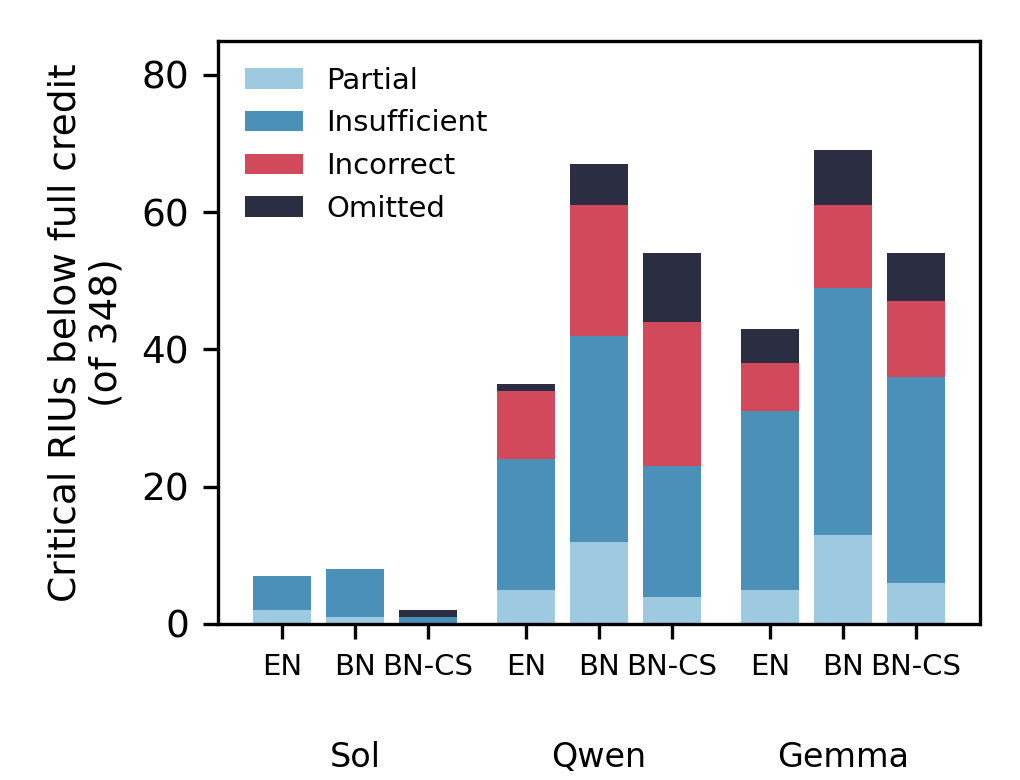 Critical RIUs below full credit
(of 348)
80
60
40
20
0
Partial
Insufficient
Incorrect
Omitted
EN BN BN-CS EN BN BN-CS EN BN BN-CS
Sol Qwen Gemma